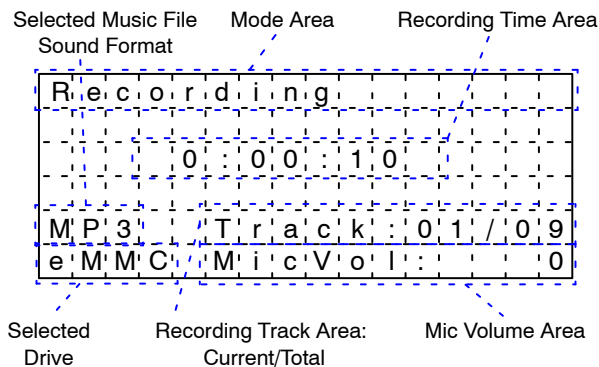 Selected Music File Mode Area Recording Time Area
Sound Format
Recording
0:00:10
MP3 Track:01/09
eMMC MicVol: 0
Selected Recording Track Area: Mic Volume Area
Drive Current/Total